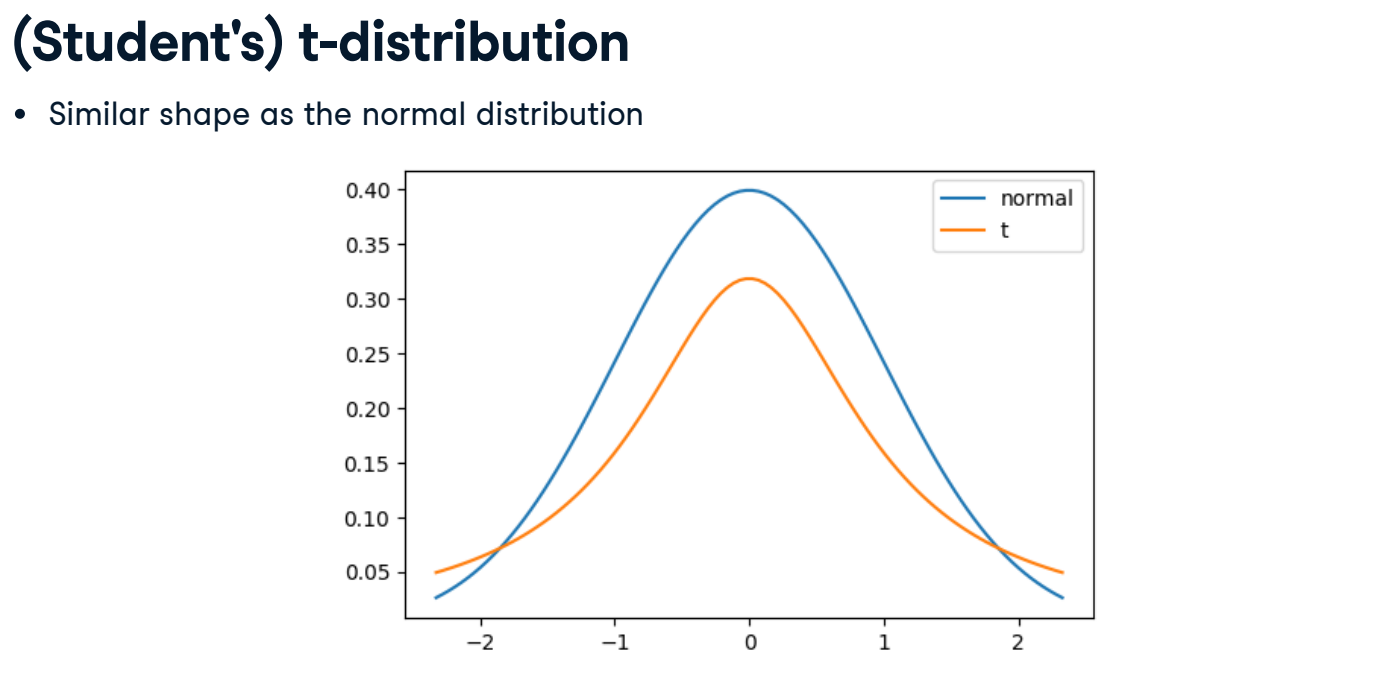 (Student's) t-distribution
• Similar shape as the normal distribution
normal
t
0.40
0.35
0.30
0.25
0.20
0.15
0.10
0.05
−2 −1 0 1 2